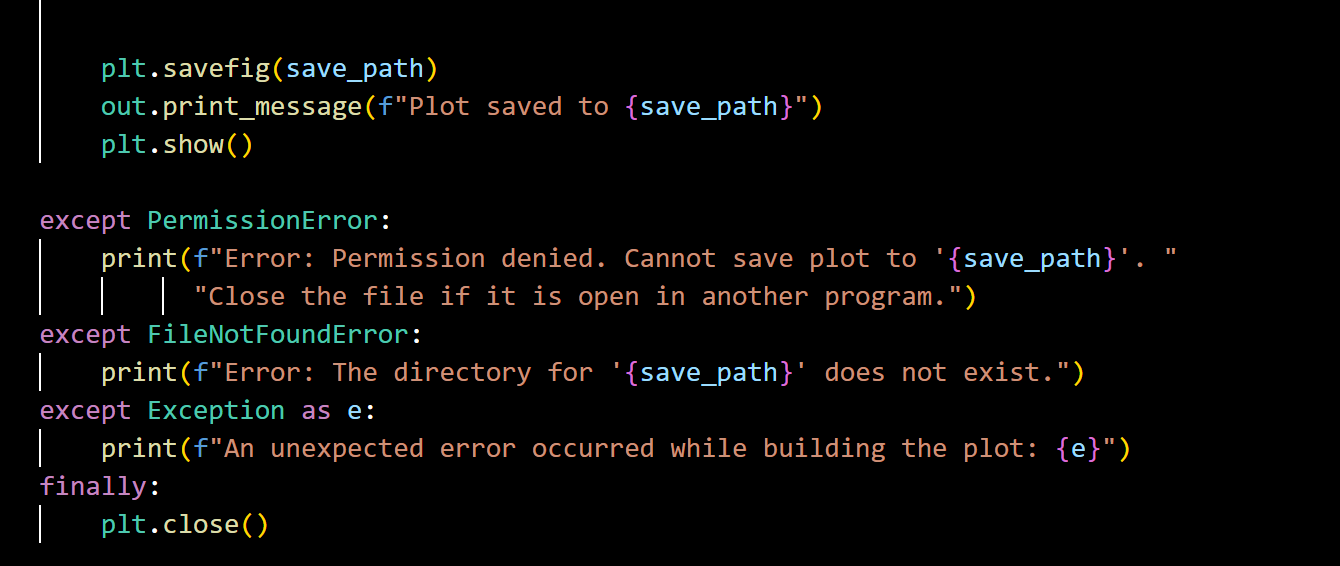 plt.savefig(save_path)
out.print_message(f"Plot saved to {save_path}")
plt.show()
except PermissionError:
print(f"Error: Permission denied. Cannot save plot to '{save_path}'. "
"Close the file if it is open in another program.")
except FileNotFoundError:
print(f"Error: The directory for '{save_path}' does not exist.")
except Exception as e:
print(f"An unexpected error occurred while building the plot: {e}")
finally:
plt.close()